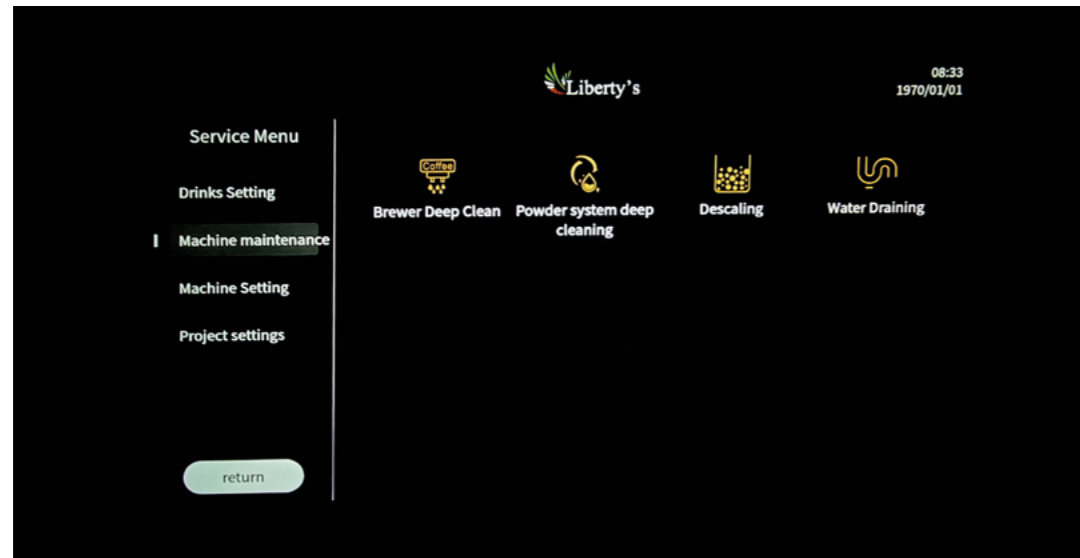 Liberty's
08:33
1970/01/01
Service Menu
Drinks Setting
Machine maintenance
Machine Setting
Project settings
return
Coffee
Brewer Deep Clean
Powder system deep
cleaning
Descaling
Water Draining